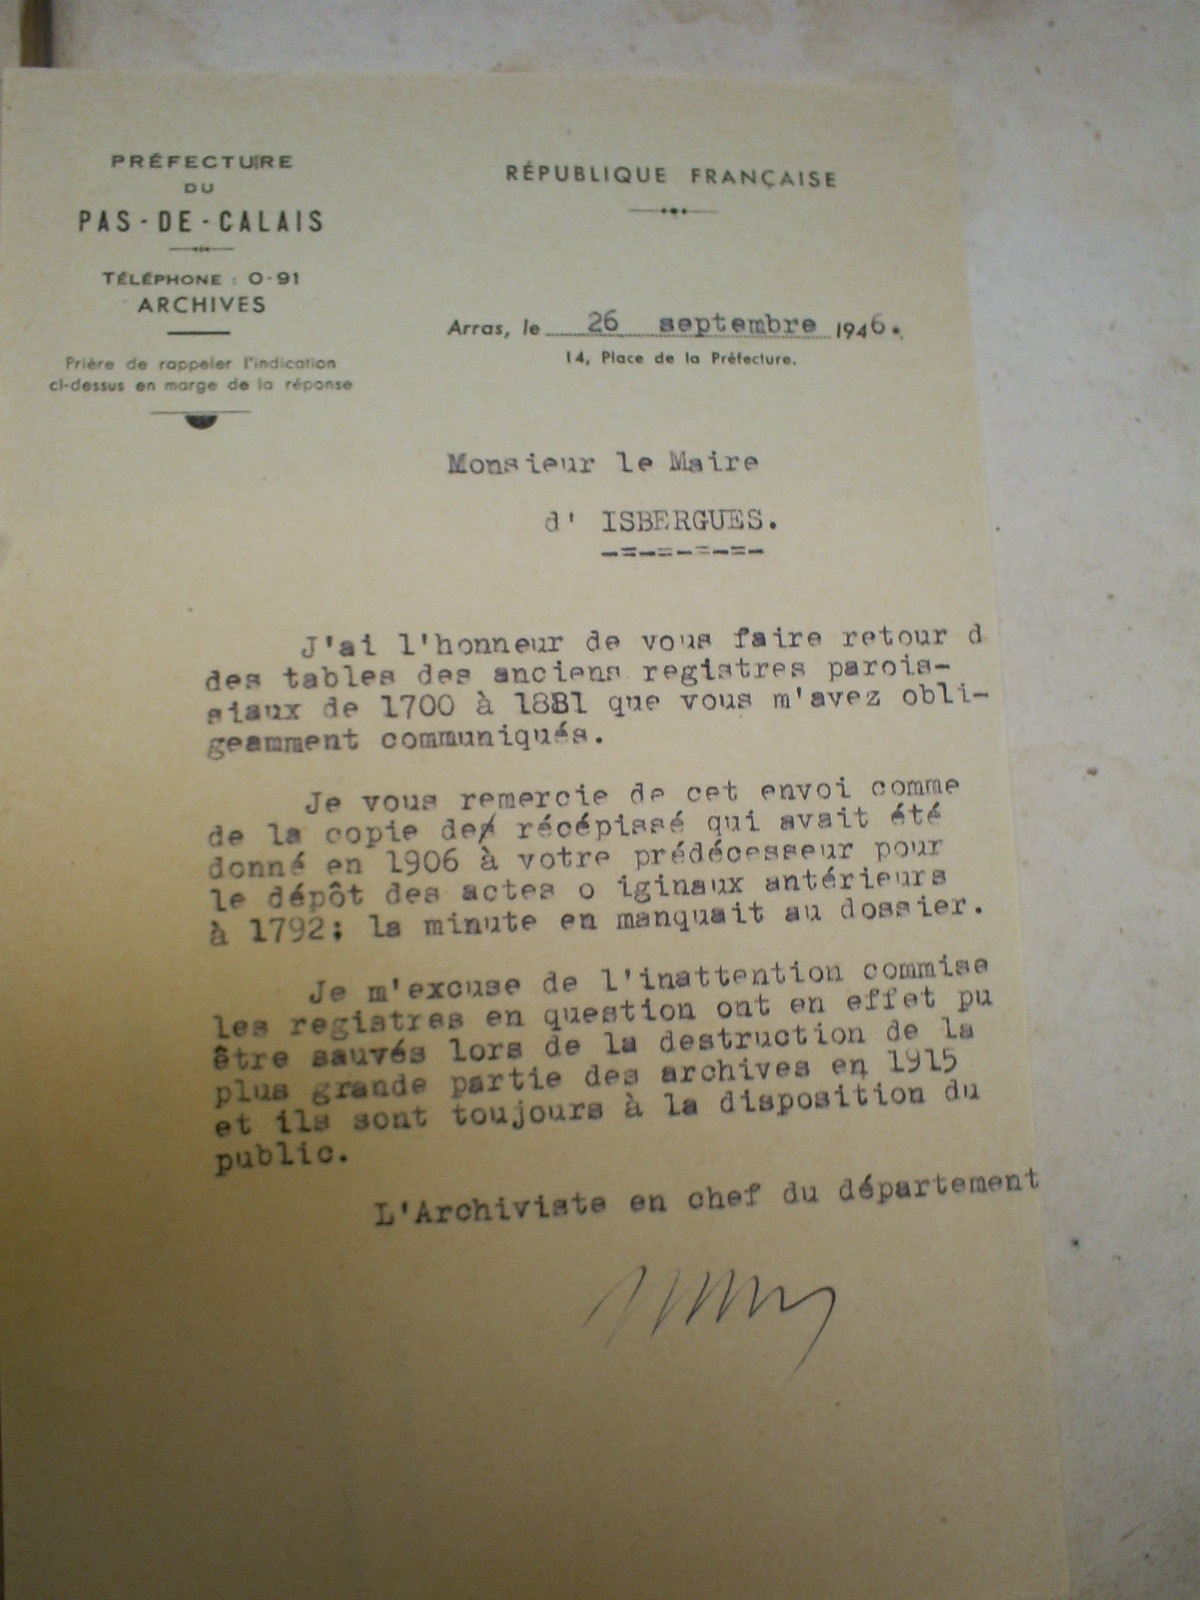 PRÉFECTURE
DU
PAS-DE-CALAIS
TÉLÉPHONE : 0-91
ARCHIVES
Prière de rappeler l'indication
ci-dessus en marge de la réponse
RÉPUBLIQUE FRANÇAISE
Arras, le 26 septembre 1946.
14, Place de la Préfecture.
Monsieur le Maire
d' ISBERGUES.
-=-=-=-=-
J'ai l'honneur de vous faire retour d
des tables des anciens registres parois-
siaux de 1700 à 1881 que vous m'avez obli-
geamment communiqués.
Je vous remercie de cet envoi comme
de la copie de récépissé qui avait été
donné en 1906 à votre prédécesseur pour
le dépôt des actes o iginaux antérieurs
à 1792; la minute en manquait au dossier.
Je m'excuse de l'inattention commise
les registres en question ont en effet pu
être sauvés lors de la destruction de la
plus grande partie des archives en 1915
et ils sont toujours à la disposition du
public.
L'Archiviste en chef du département